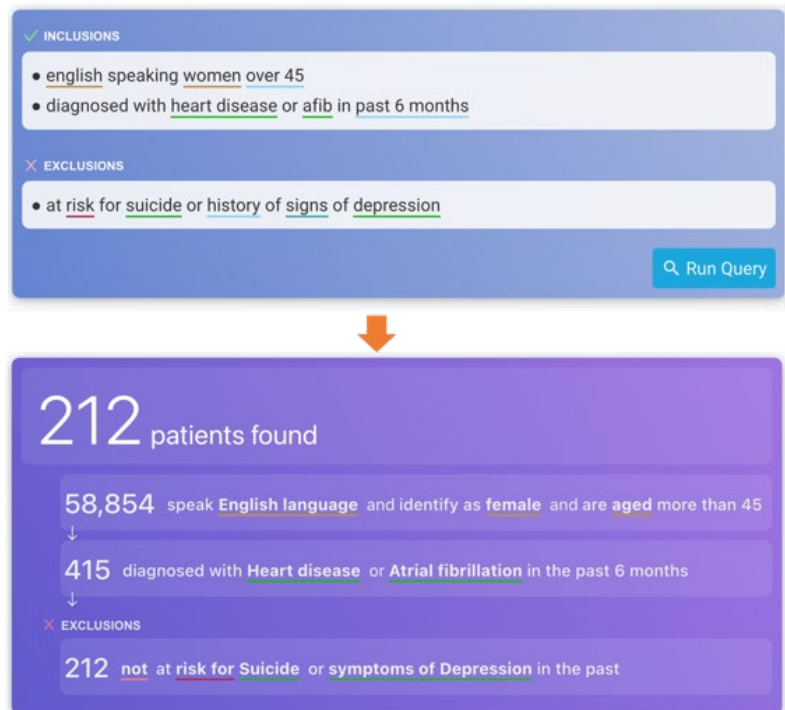 INCLUSIONS
• english speaking women over 45
• diagnosed with heart disease or afib in past 6 months
EXCLUSIONS
• at risk for suicide or history of signs of depression
Run Query
212 patients found
58,854 speak English language and identify as female and are aged more than 45
415 diagnosed with Heart disease or Atrial fibrillation in the past 6 months
EXCLUSIONS
212 not at risk for Suicide or symptoms of Depression in the past